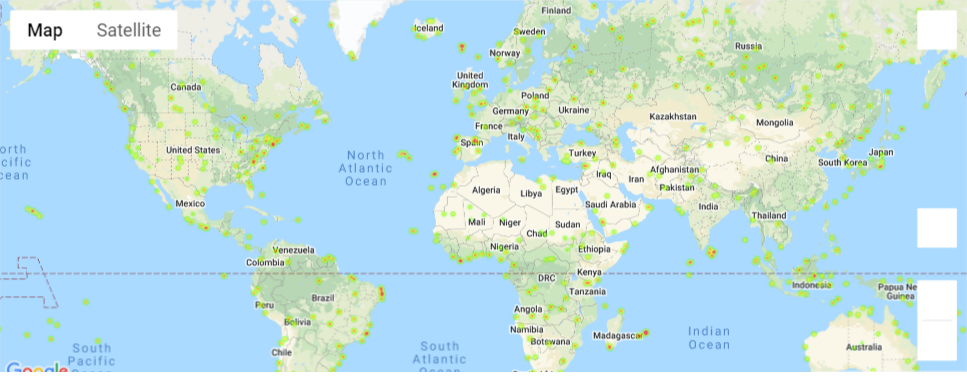 Map Satellite
Finland
Iceland
Sweden
Russia
Norway
United
Kingdom
Canada
Poland
Germany
Ukraine
Kazakhstan
Mongolia
France
Italy
Spain
United States
North
Atlantic
Ocean
orth
cific
cean
Turkey
China
South Korea
Japan
Iraq
Iran
Afghanistan
Pakistan
Algeria
Libya
Egypt
Saudi Arabia
India
Mexico
Mali
Niger
Chad
Sudan
Thailand
Nigeria
Ethiopia
Venezuela
Colombia
DRC
Kenya
Tanzania
Indonesia
Papua Ne
Guinea
Peru
Brazil
Bolivia
Angola
Namibia
Botswana
Madagascar
Indian
Ocean
Chile
South
Pacific
South
Atlantic
Ocean
Australia
Google